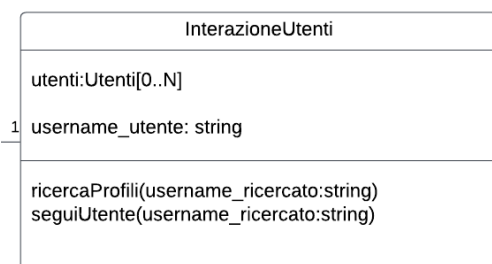 InterazioneUtenti
utenti:Utenti[0..N]
1
username_utente: string
ricercaProfili(username_ricercato:string)
seguiUtente(username_ricercato:string)